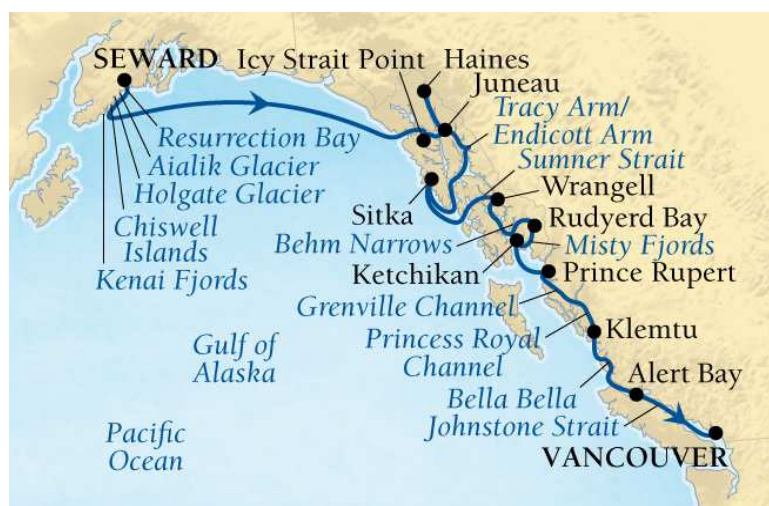 SEWARD
Icy Strait Point
Haines
Juneau
Tracy Arm/
Endicott Arm
Sumner Strait
Resurrection Bay
Aialik Glacier
Holgate Glacier
Chiswell
Islands
Kenai Fjords
Wrangell
Sitka
Rudyerd Bay
Behm Narrows
Misty Fjords
Ketchikan
Prince Rupert
Grenville Channel
Princess Royal
Channel
Klemtu
Gulf of
Alaska
Alert Bay
Bella Bella
Johnstone Strait
Pacific
Ocean
VANCOUVER